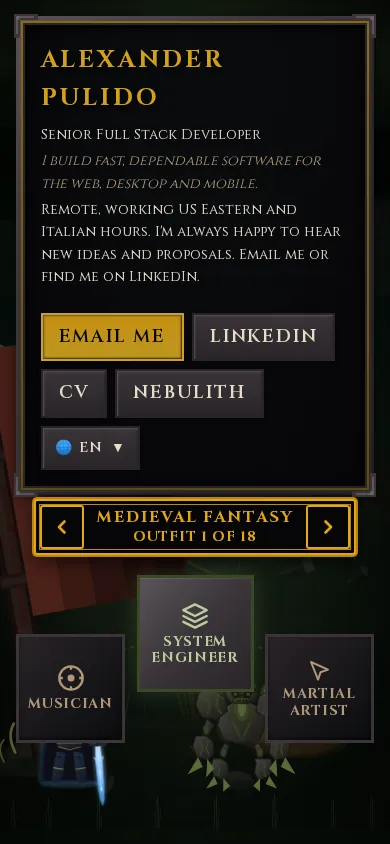 ALEXANDER
PULIDO
Senior Full Stack Developer
I build fast, dependable software for
the web, desktop and mobile.
Remote, working US Eastern and
Italian hours. I'm always happy to hear
new ideas and proposals. Email me or
find me on LinkedIn.
EMAIL ME
LINKEDIN
CV
NEBULITH
EN ▼
MEDIEVAL FANTASY
OUTFIT 1 OF 18
SYSTEM
ENGINEER
MUSICIAN
MARTIAL
ARTIST